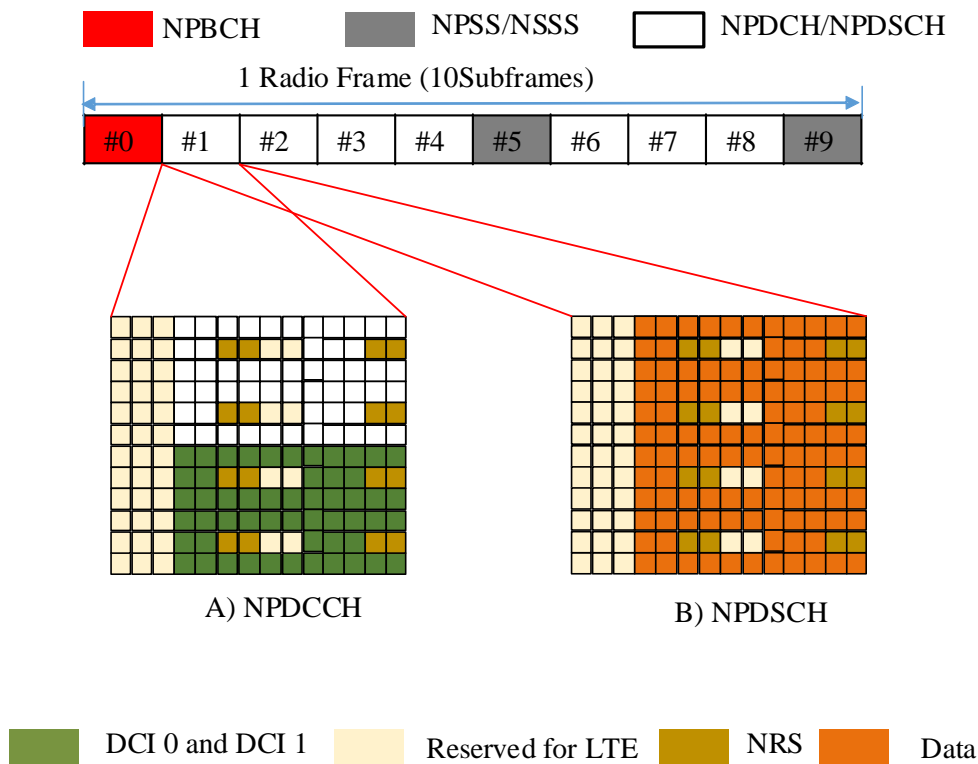 NPBCH
NPSS/NSSS
NPDCH/NPDSCH
1 Radio Frame (10Subframes)
#0 #1 #2 #3 #4 #5 #6 #7 #8 #9
A) NPDCCH
B) NPDSCH
DCI 0 and DCI 1
Reserved for LTE
NRS
Data